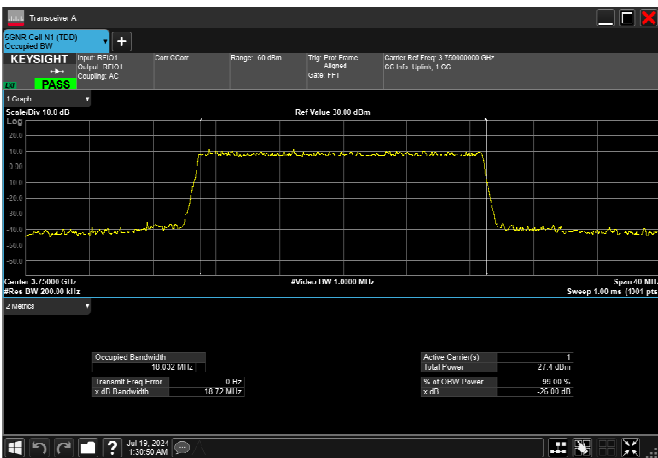 Transceiver A
5GNR Cell N1 (TDD)
Occupied BW
KEYSIGHT
Input: RFIO1
Output: RFIO1
Coupling: AC
Corr CCorr
Range: -60 dBm
Trig: Prot Frame
Aligned
Gate: FFT
Carrier Ref Freq: 3.750000000 GHz
CC Info: Uplink, 1 CC
PASS
1 Graph
Scale/Div 10.0 dB
Ref Value 30.00 dBm
Log
20.0
10.0
0.00
-10.0
-20.0
-30.0
-40.0
-50.0
-60.0
Center 3.75000 GHz
#Video BW 1.0000 MHz
Span 40 MHz
#Res BW 200.00 kHz
Sweep 1.00 ms (1001 pts)
2 Metrics
Occupied Bandwidth
18.032 MHz
Transmit Freq Error
0 Hz
x dB Bandwidth
18.72 MHz
Active Carrier(s)
1
Total Power
27.4 dBm
% of OBW Power
99.00 %
x dB
-26.00 dB
?
Jul 19, 2024
1:30:50 AM